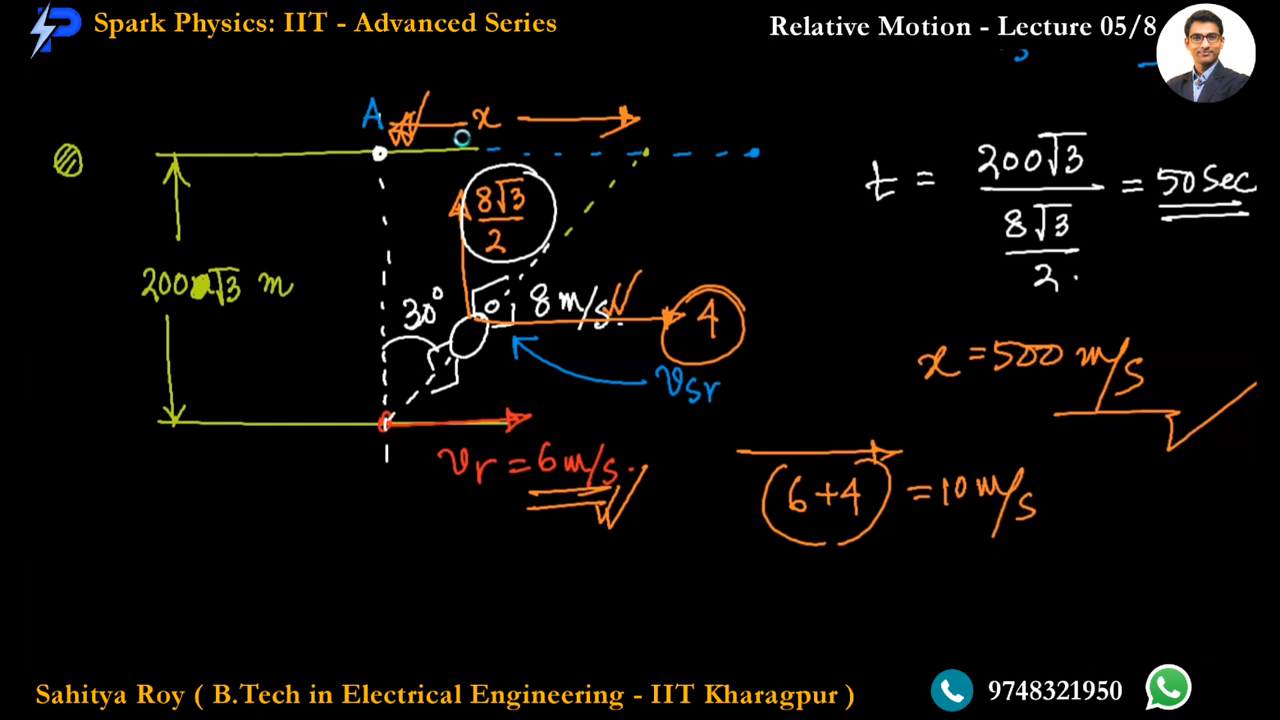 Spark Physics: IIT - Advanced Series
Relative Motion - Lecture 05/8
A
x
8√3
2
200√3 m
30°
8 m/s.
4
vsr
vr = 6 m/s.
t = 200√3 / 8√3/2 = 50 Sec
x = 500 m/s
(6+4) = 10 m/s
Sahitya Roy ( B.Tech in Electrical Engineering - IIT Kharagpur )
9748321950